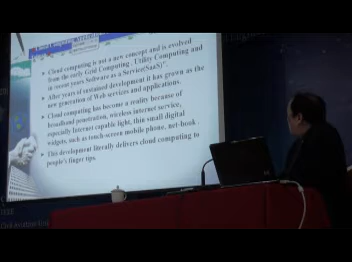 Cloud computing is not a new concept and is evolved
from the early Grid Computing , Utility Computing and
in recent years Software as a Service(SaaS)".
After years of sustained development it has grown as the
new generation of Web services and applications.
Cloud computing has become a reality because of
broadband penetration, wireless internet service,
especially Internet capable light, thin small digital
widgets, such as touch-screen mobile phone, net-book .
This development literally delivers cloud computing to
people's finger tips.